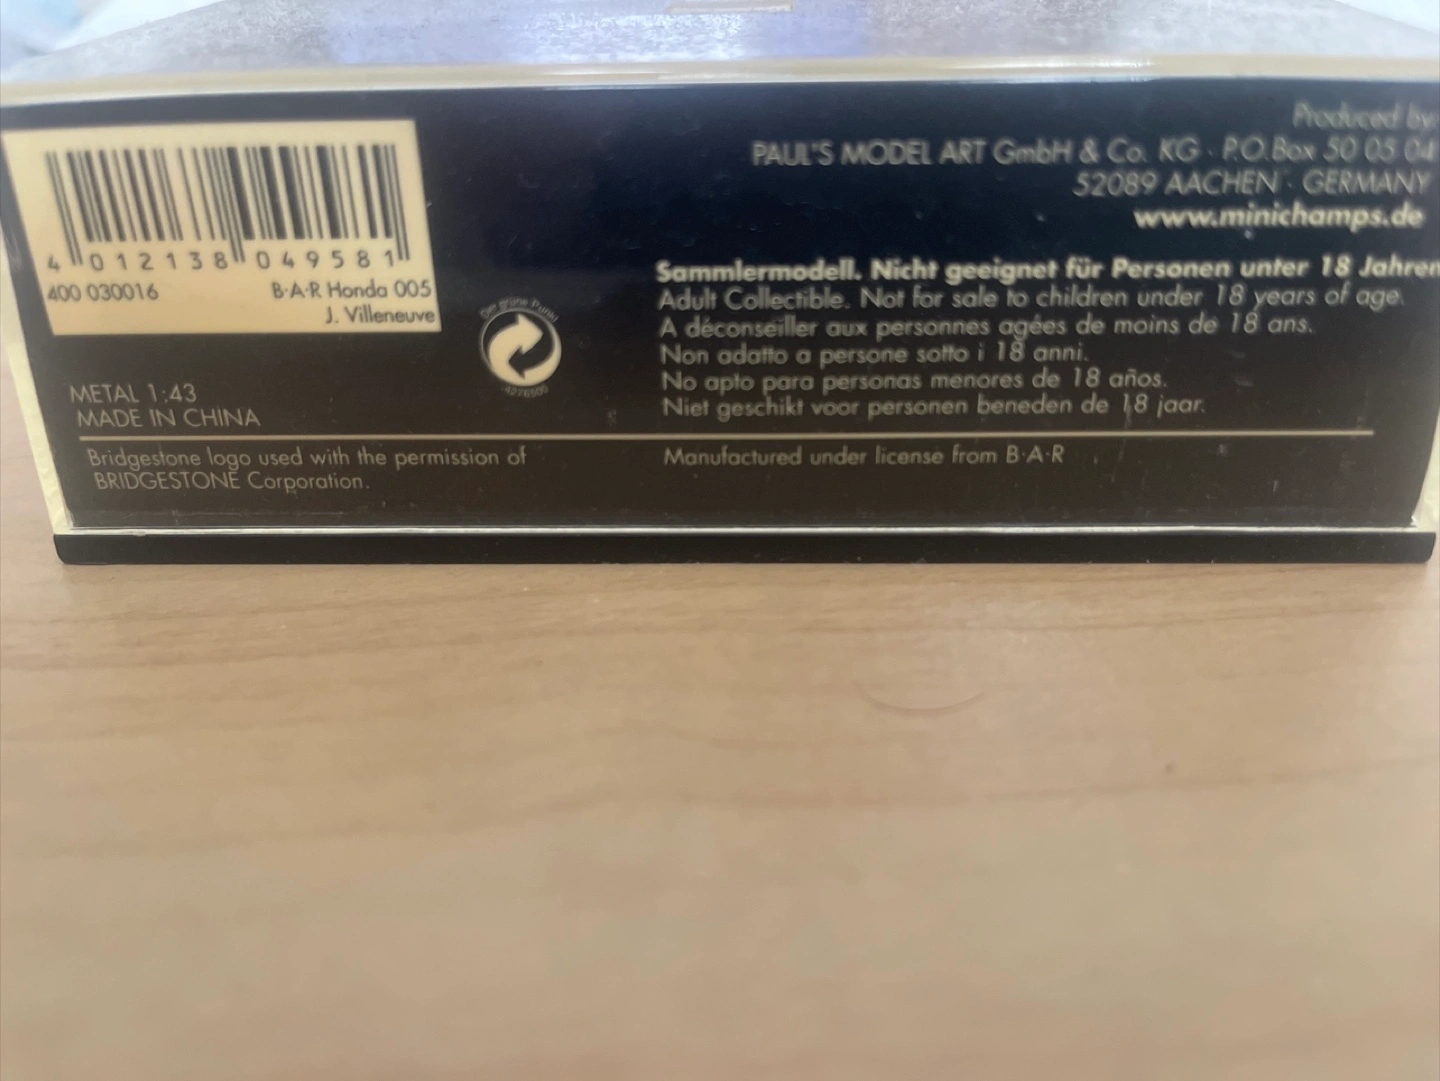 4 012138 049581
400 030016
B·A·R Honda 005
J. Villeneuve
METAL 1:43
MADE IN CHINA
Der grüne Punkt
Produced by
PAUL'S MODEL ART GmbH & Co. KG · P.O.Box 50 05 04
52089 AACHEN · GERMANY
www.minichamps.de
Sammlermodell. Nicht geeignet für Personen unter 18 Jahren
Adult Collectible. Not for sale to children under 18 years of age.
A déconseiller aux personnes agées de moins de 18 ans.
Non adatto a persone sotto i 18 anni.
No apto para personas menores de 18 años.
Niet geschikt voor personen beneden de 18 jaar.
Bridgestone logo used with the permission of
BRIDGESTONE Corporation.
Manufactured under license from B·A·R